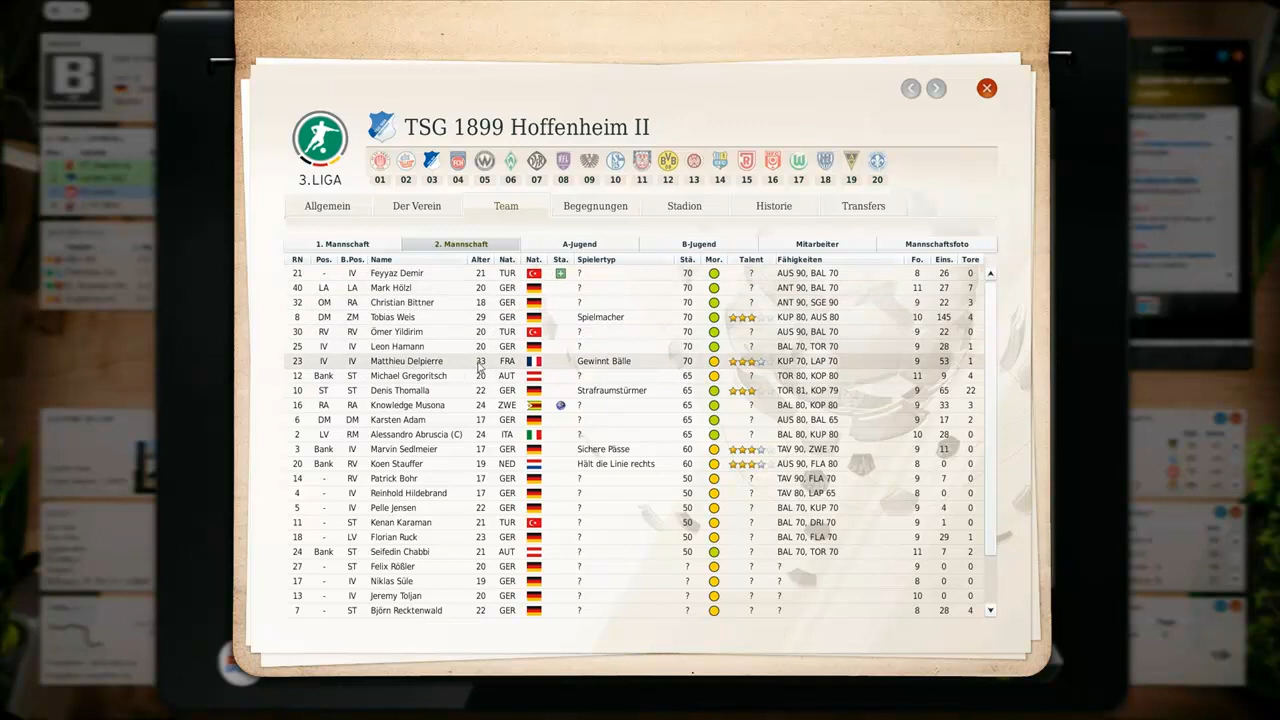 TSG 1899 Hoffenheim II
3.LIGA
01 02 03 04 05 06 07 08 09 10 11 12 13 14 15 16 17 18 19 20
Allgemein Der Verein Team Begegnungen Stadion Historie Transfers
1. Mannschaft 2. Mannschaft A-Jugend B-Jugend Mitarbeiter Mannschaftsfoto
RN Pos. B.Pos. Name Alter Nat. Nat. Sta. Spielertyp Stä. Mor. Talent Fähigkeiten Fo. Eins. Tore
21 - IV Feyyaz Demir 21 TUR ? 70 ? AUS 90, BAL 70 8 26 0
40 LA LA Mark Hölzl 20 GER ? 70 ? ANT 90, BAL 70 11 27 7
32 OM RA Christian Bittner 18 GER ? 70 ? ANT 90, SGE 90 9 22 3
8 DM ZM Tobias Weis 29 GER Spielmacher 70 ? KUP 80, AUS 80 10 145 4
30 RV RV Ömer Yildirim 20 TUR ? 70 ? AUS 90, BAL 70 9 22 0
25 IV IV Leon Hamann 20 GER ? 70 ? BAL 70, TOR 70 9 28 1
23 IV IV Matthieu Delpierre 33 FRA Gewinnt Bälle 70 ? KUP 70, LAP 70 9 53 1
12 Bank ST Michael Gregoritsch 20 AUT ? 65 ? TOR 80, KOP 80 11 9 4
10 ST ST Denis Thomalla 22 GER Strafraumstürmer 65 ? TOR 81, KOP 79 9 65 22
16 RA RA Knowledge Musona 24 ZWE ? 65 ? BAL 80, KOP 80 9 33 3
6 DM DM Karsten Adam 17 GER ? 65 ? AUS 80, BAL 65 9 17 2
2 LV RM Alessandro Abruscia (C) 24 ITA ? 65 ? BAL 80, KUP 80 10 28 0
3 Bank IV Marvin Sedlmeier 17 GER Sichere Pässe 60 ? TAV 90, ZWE 70 9 11 0
20 Bank RV Koen Stauffer 19 NED Hält die Linie rechts 60 ? AUS 90, FLA 80 8 0 0
14 - RV Patrick Bohr 17 GER ? 50 ? TAV 90, FLA 70 9 7 0
4 - IV Reinhold Hildebrand 17 GER ? 50 ? TAV 80, LAP 65 8 0 0
5 - IV Pelle Jensen 22 GER ? 50 ? BAL 70, KUP 70 9 4 0
11 - ST Kenan Karaman 21 TUR ? 50 ? BAL 70, DRI 70 9 1 0
18 - LV Florian Ruck 23 GER ? 50 ? BAL 70, FLA 70 9 29 1
24 Bank ST Seifedin Chabbi 21 AUT ? 50 ? BAL 70, TOR 70 11 7 2
27 - ST Felix Rößler 20 GER ? ? ? ? 9 0 0
17 - IV Niklas Süle 19 GER ? ? ? ? 8 0 0
13 - IV Jeremy Toljan 20 GER ? ? ? ? 10 0 0
7 - ST Björn Recktenwald 22 GER ? ? ? ? 8 28 4